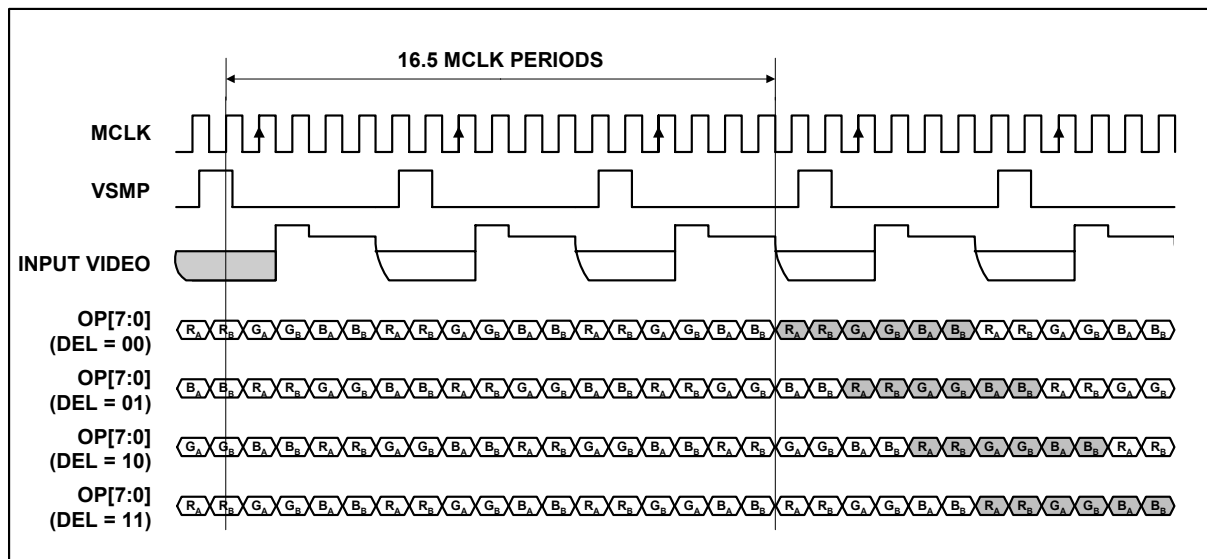 16.5 MCLK PERIODS
MCLK
VSMP
INPUT VIDEO
OP[7:0]
(DEL = 00)
RA RB GA GB BA BB RA RB GA GB BA BB RA RB GA GB BA BB RA RB GA GB BA BB RA RB GA GB BA BB
OP[7:0]
(DEL = 01)
BA BB RA RB GA GB BA BB RA RB GA GB BA BB RA RB GA GB BA BB RA RB GA GB BA BB RA RB GA GB
OP[7:0]
(DEL = 10)
GA GB BA BB RA RB GA GB BA BB RA RB GA GB BA BB RA RB GA GB BA BB RA RB GA GB BA BB RA RB
OP[7:0]
(DEL = 11)
RA RB GA GB BA BB RA RB GA GB BA BB RA RB GA GB BA BB RA RB GA GB BA BB RA RB GA GB BA BB